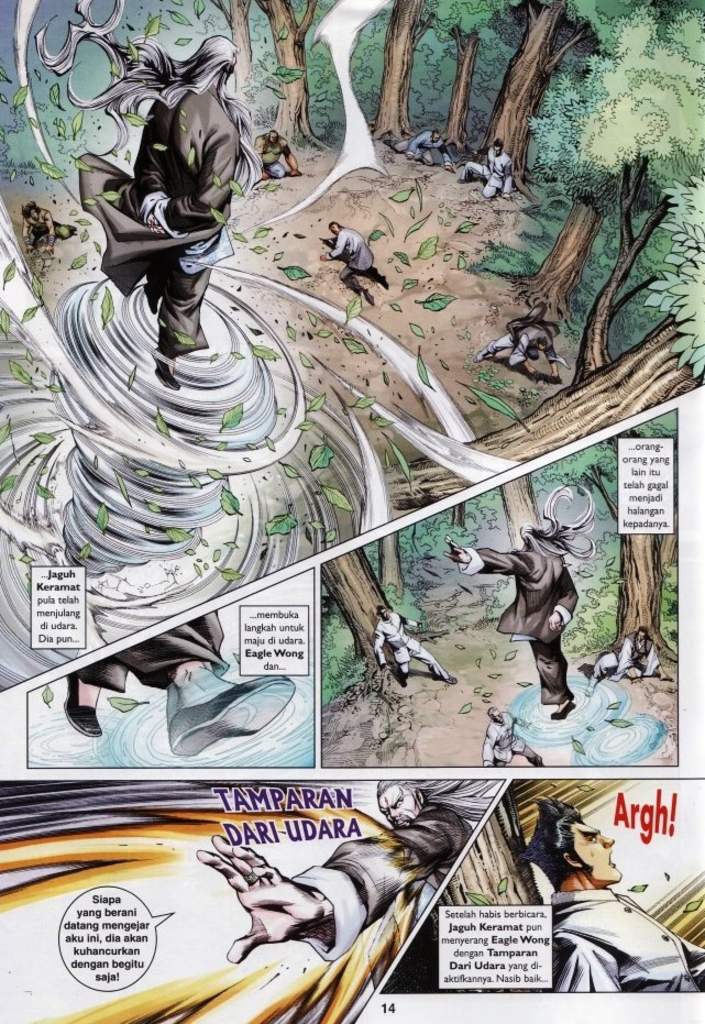 ...Jaguh
Keramat
pula telah
menjulang
di udara.
Dia pun...
...membuka
langkah untuk
maju di udara.
Eagle Wong
dan...
...orang-
orang yang
lain itu
telah gagal
menjadi
halangan
kepadanya.
TAMPARAN
DARI UDARA
Siapa
yang berani
datang mengejar
aku ini, dia akan
kuhancurkan
dengan begitu
saja!
Argh!
Setelah habis berbicara,
Jaguh Keramat pun
menyerang Eagle Wong
dengan Tamparan
Dari Udara yang di-
aktifkannya. Nasib baik...
14